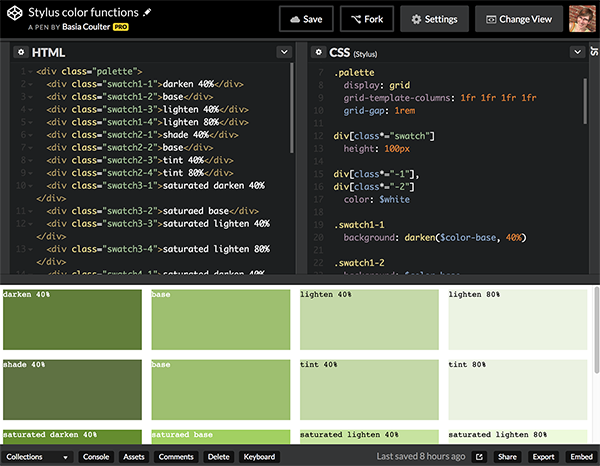 Stylus color functions
A PEN BY Basia Coulter PRO
Save
Fork
Settings
Change View
HTML
1 <div class="palette">
2 <div class="swatch1-1">darken 40%</div>
3 <div class="swatch1-2">base</div>
4 <div class="swatch1-3">lighten 40%</div>
5 <div class="swatch1-4">lighten 80%</div>
6 <div class="swatch2-1">shade 40%</div>
7 <div class="swatch2-2">base</div>
8 <div class="swatch2-3">tint 40%</div>
9 <div class="swatch2-4">tint 80%</div>
10 <div class="swatch3-1">saturated darken 40%
</div>
11 <div class="swatch3-2">saturaed base</div>
12 <div class="swatch3-3">saturated lighten 40%
</div>
13 <div class="swatch3-4">saturated lighten 80%
</div>
14 <div class="swatch4-1">saturated darken 40%
CSS (Stylus)
7 .palette
8 display: grid
9 grid-template-columns: 1fr 1fr 1fr 1fr
10 grid-gap: 1rem
11
12 div[class*="swatch"]
13 height: 100px
14
15 div[class*="-1"],
16 div[class*="-2"]
17 color: $white
18
19 .swatch1-1
20 background: darken($color-base, 40%)
21
22 .swatch1-2
23 background: $color-base
JS
darken 40%
base
lighten 40%
lighten 80%
shade 40%
base
tint 40%
tint 80%
saturated darken 40%
saturaed base
saturated lighten 40%
saturated lighten 80%
Collections
Console
Assets
Comments
Delete
Keyboard
Last saved 8 hours ago
Share
Export
Embed